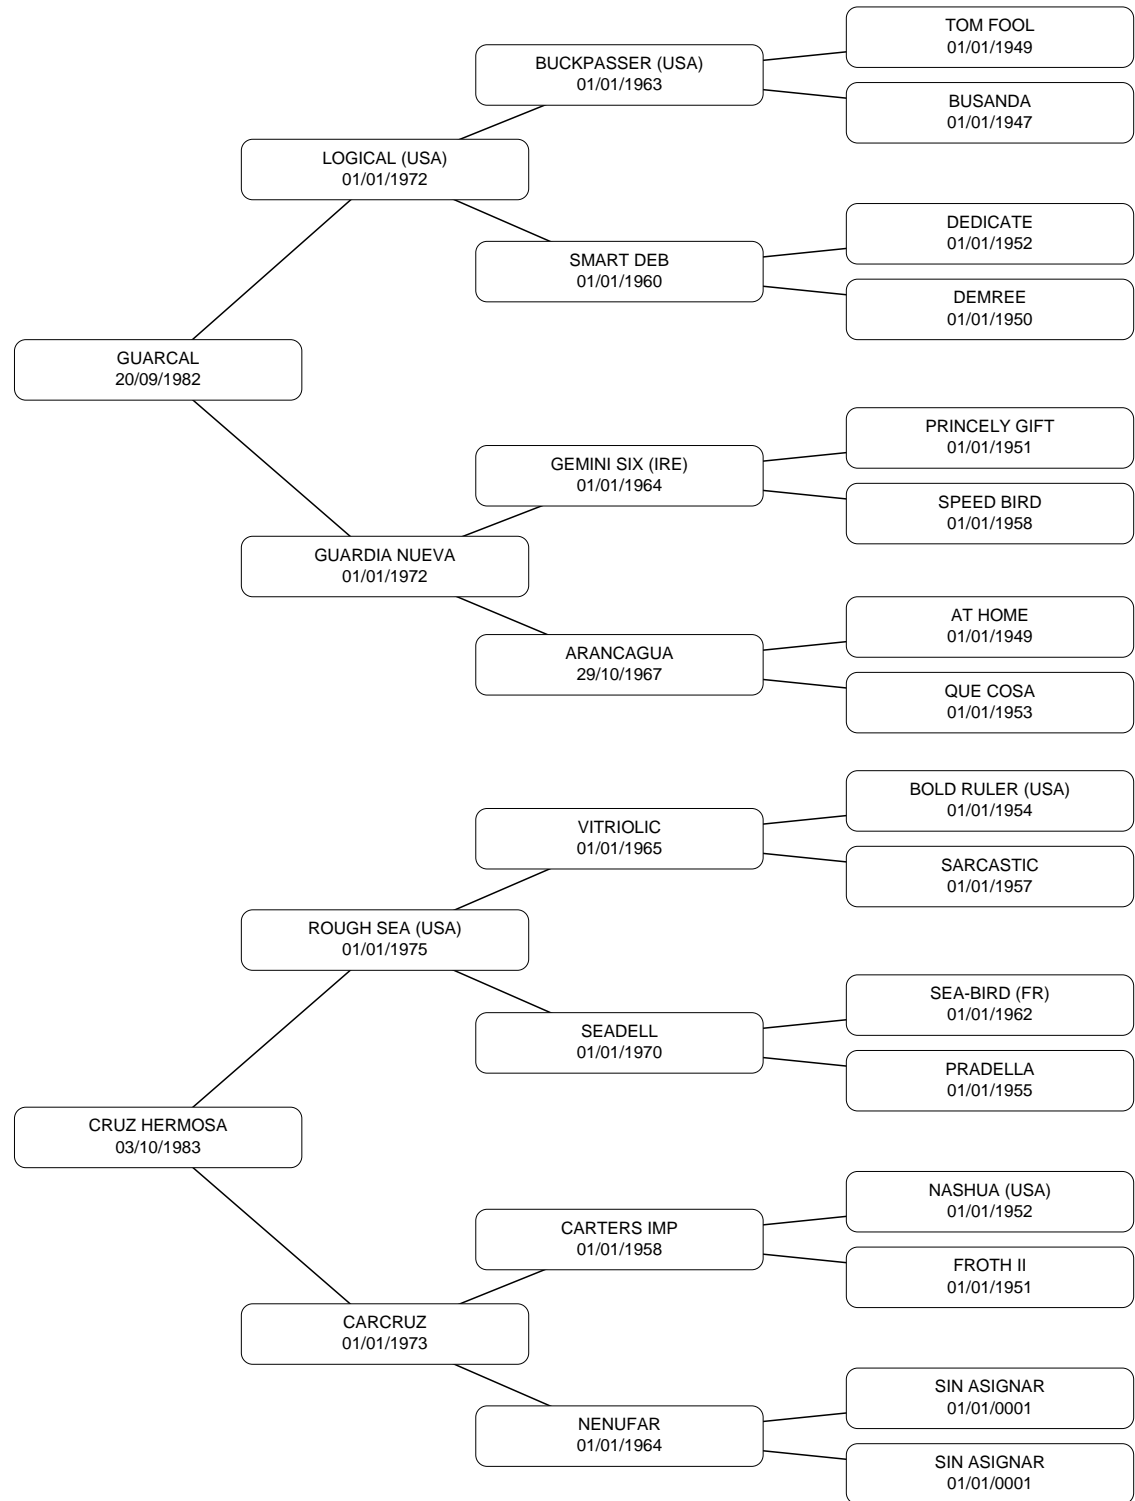 TOM FOOL
01/01/1949
BUCKPASSER (USA)
01/01/1963
BUSANDA
01/01/1947
LOGICAL (USA)
01/01/1972
DEDICATE
01/01/1952
SMART DEB
01/01/1960
DEMREE
01/01/1950
GUARCAL
20/09/1982
PRINCELY GIFT
01/01/1951
GEMINI SIX (IRE)
01/01/1964
SPEED BIRD
01/01/1958
GUARDIA NUEVA
01/01/1972
AT HOME
01/01/1949
ARANCAGUA
29/10/1967
QUE COSA
01/01/1953
BOLD RULER (USA)
01/01/1954
VITRIOLIC
01/01/1965
SARCASTIC
01/01/1957
ROUGH SEA (USA)
01/01/1975
SEA-BIRD (FR)
01/01/1962
SEADELL
01/01/1970
PRADELLA
01/01/1955
CRUZ HERMOSA
03/10/1983
NASHUA (USA)
01/01/1952
CARTERS IMP
01/01/1958
FROTH II
01/01/1951
CARCRUZ
01/01/1973
SIN ASIGNAR
01/01/0001
NENUFAR
01/01/1964
SIN ASIGNAR
01/01/0001